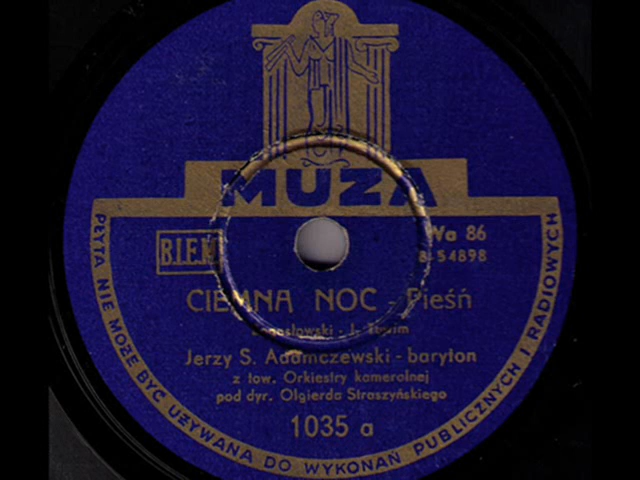 MUZA
B.I.E.M.
Wa 86
B-54898
CIEMNA NOC - Pieśń
Bogosłowski - J.
Jerzy S. Adamczewski - baryton
z tow. Orkiestry kameralnej
pod dyr. Olgierda Straszyńskiego
1035 a
PŁYTA NIE MOŻE BYĆ UŻYWANA DO WYKONAŃ PUBLICZNYCH I RADIOWYCH